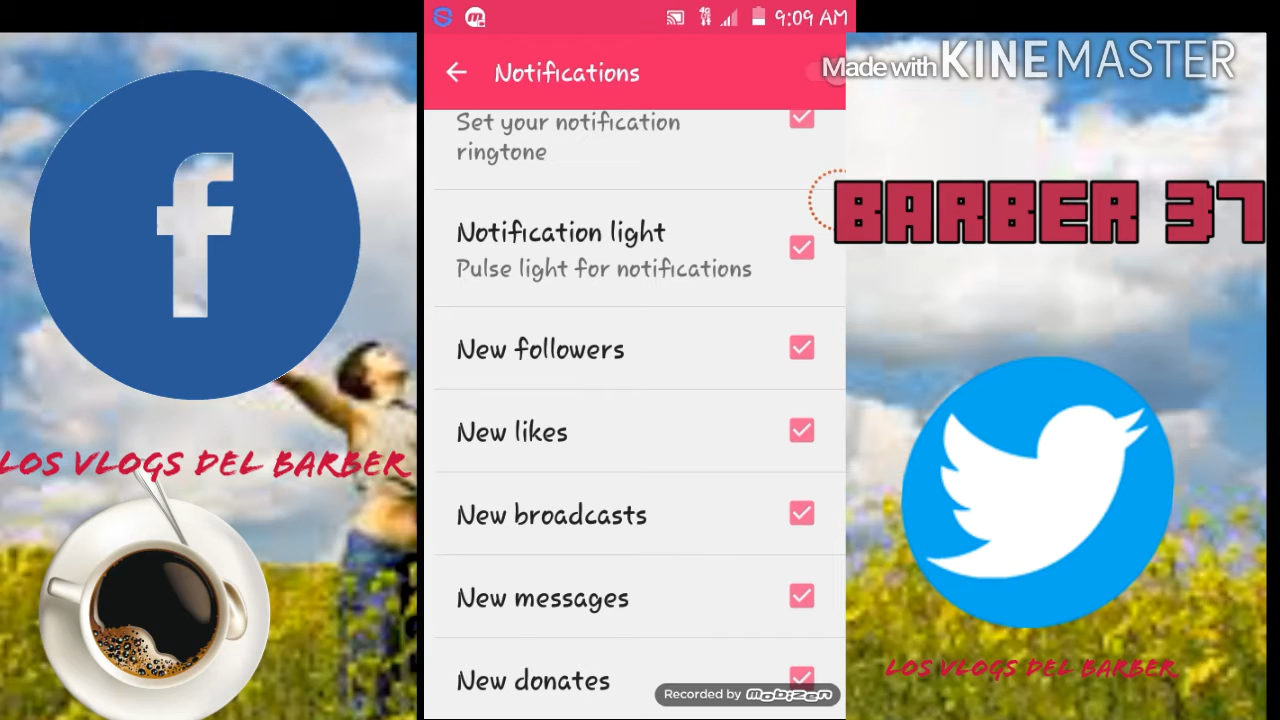 9:09 AM
Notifications
Made with KINEMASTER
Set your notification
ringtone
BARBER 37
Notification light
Pulse light for notifications
New followers
New likes
LOS VLOGS DEL BARBER
New broadcasts
New messages
LOS VLOGS DEL BARBER
New donates
Recorded by mobizen